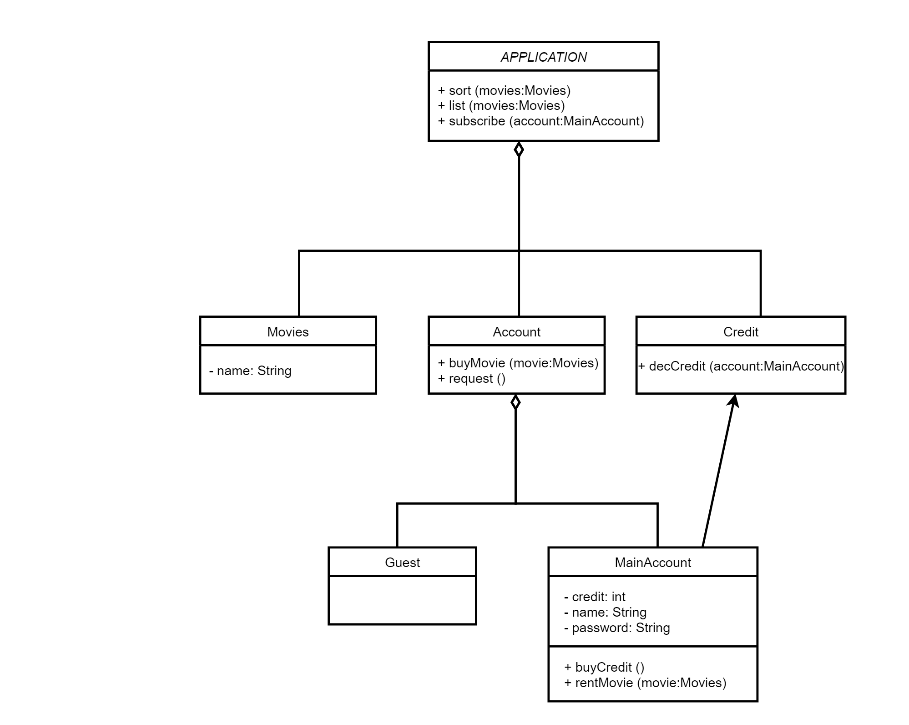 APPLICATION
+ sort (movies:Movies)
+ list (movies:Movies)
+ subscribe (account:MainAccount)
Movies
- name: String
Account
+ buyMovie (movie:Movies)
+ request ()
Credit
+ decCredit (account:MainAccount)
Guest
MainAccount
- credit: int
- name: String
- password: String
+ buyCredit ()
+ rentMovie (movie:Movies)